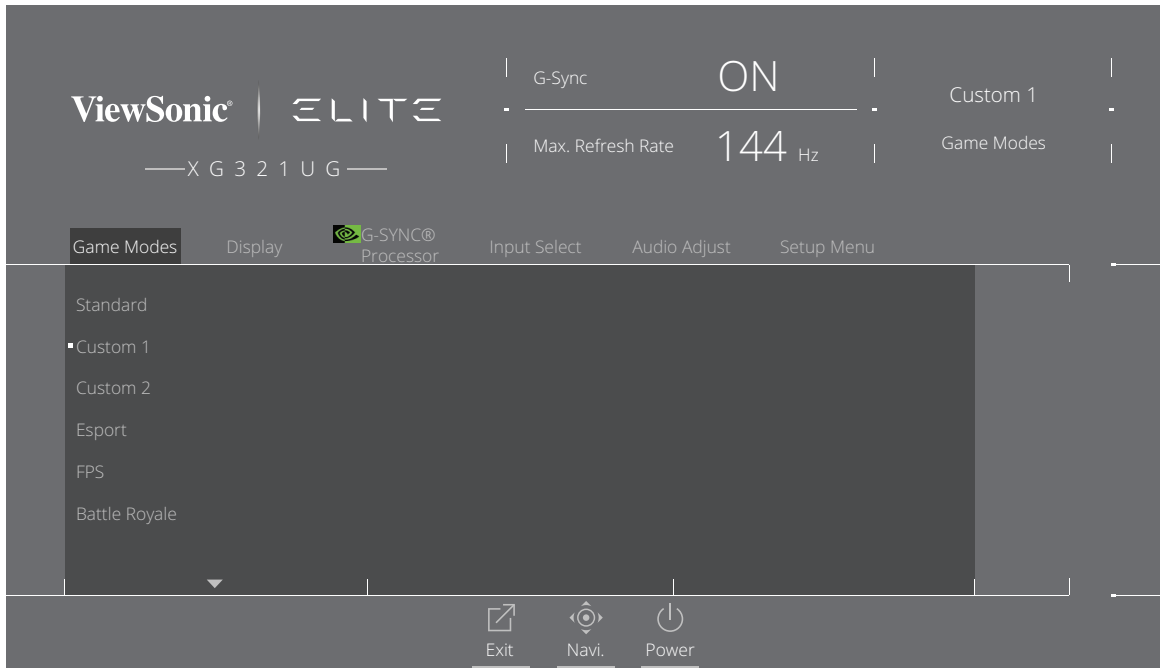 ViewSonic® ELITE
XG321UG
G-Sync ON
Max. Refresh Rate 144 Hz
Custom 1
Game Modes
Game Modes Display G-SYNC® Processor Input Select Audio Adjust Setup Menu
Standard
Custom 1
Custom 2
Esport
FPS
Battle Royale
Exit Navi. Power